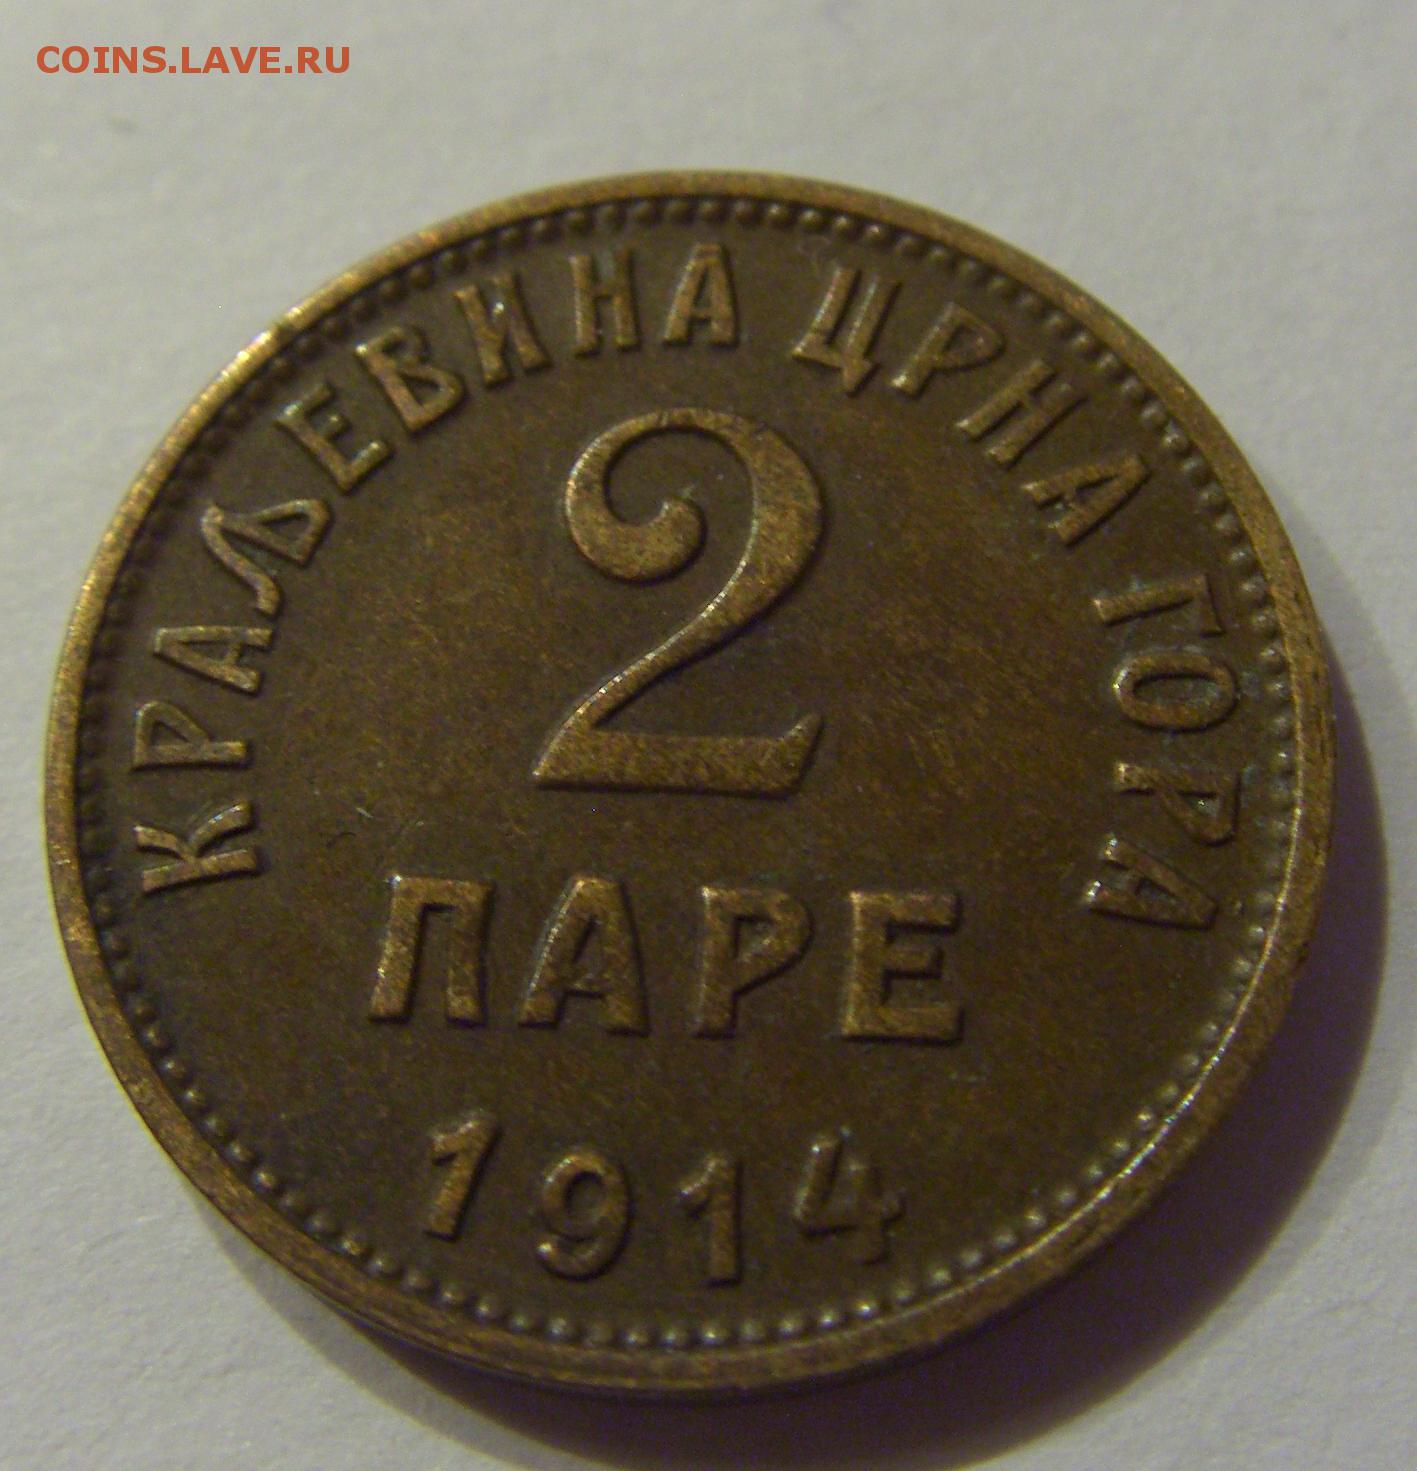 COINS.LAVE.RU
КРАЉЕВИНА ЦРНА ГОРА
2
ПАРЕ
1914